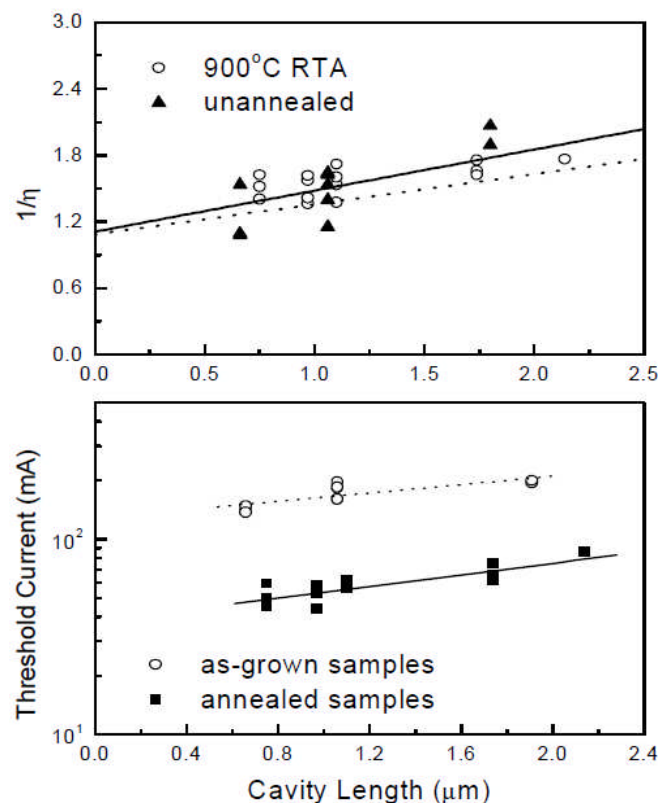 3.0
2.4
1.8
1.2
0.6
0.0
1/η
900°C RTA
unannealed
0.0 0.5 1.0 1.5 2.0 2.5
Threshold Current (mA)
10²
10¹
as-grown samples
annealed samples
0.0 0.4 0.8 1.2 1.6 2.0 2.4
Cavity Length (μm)